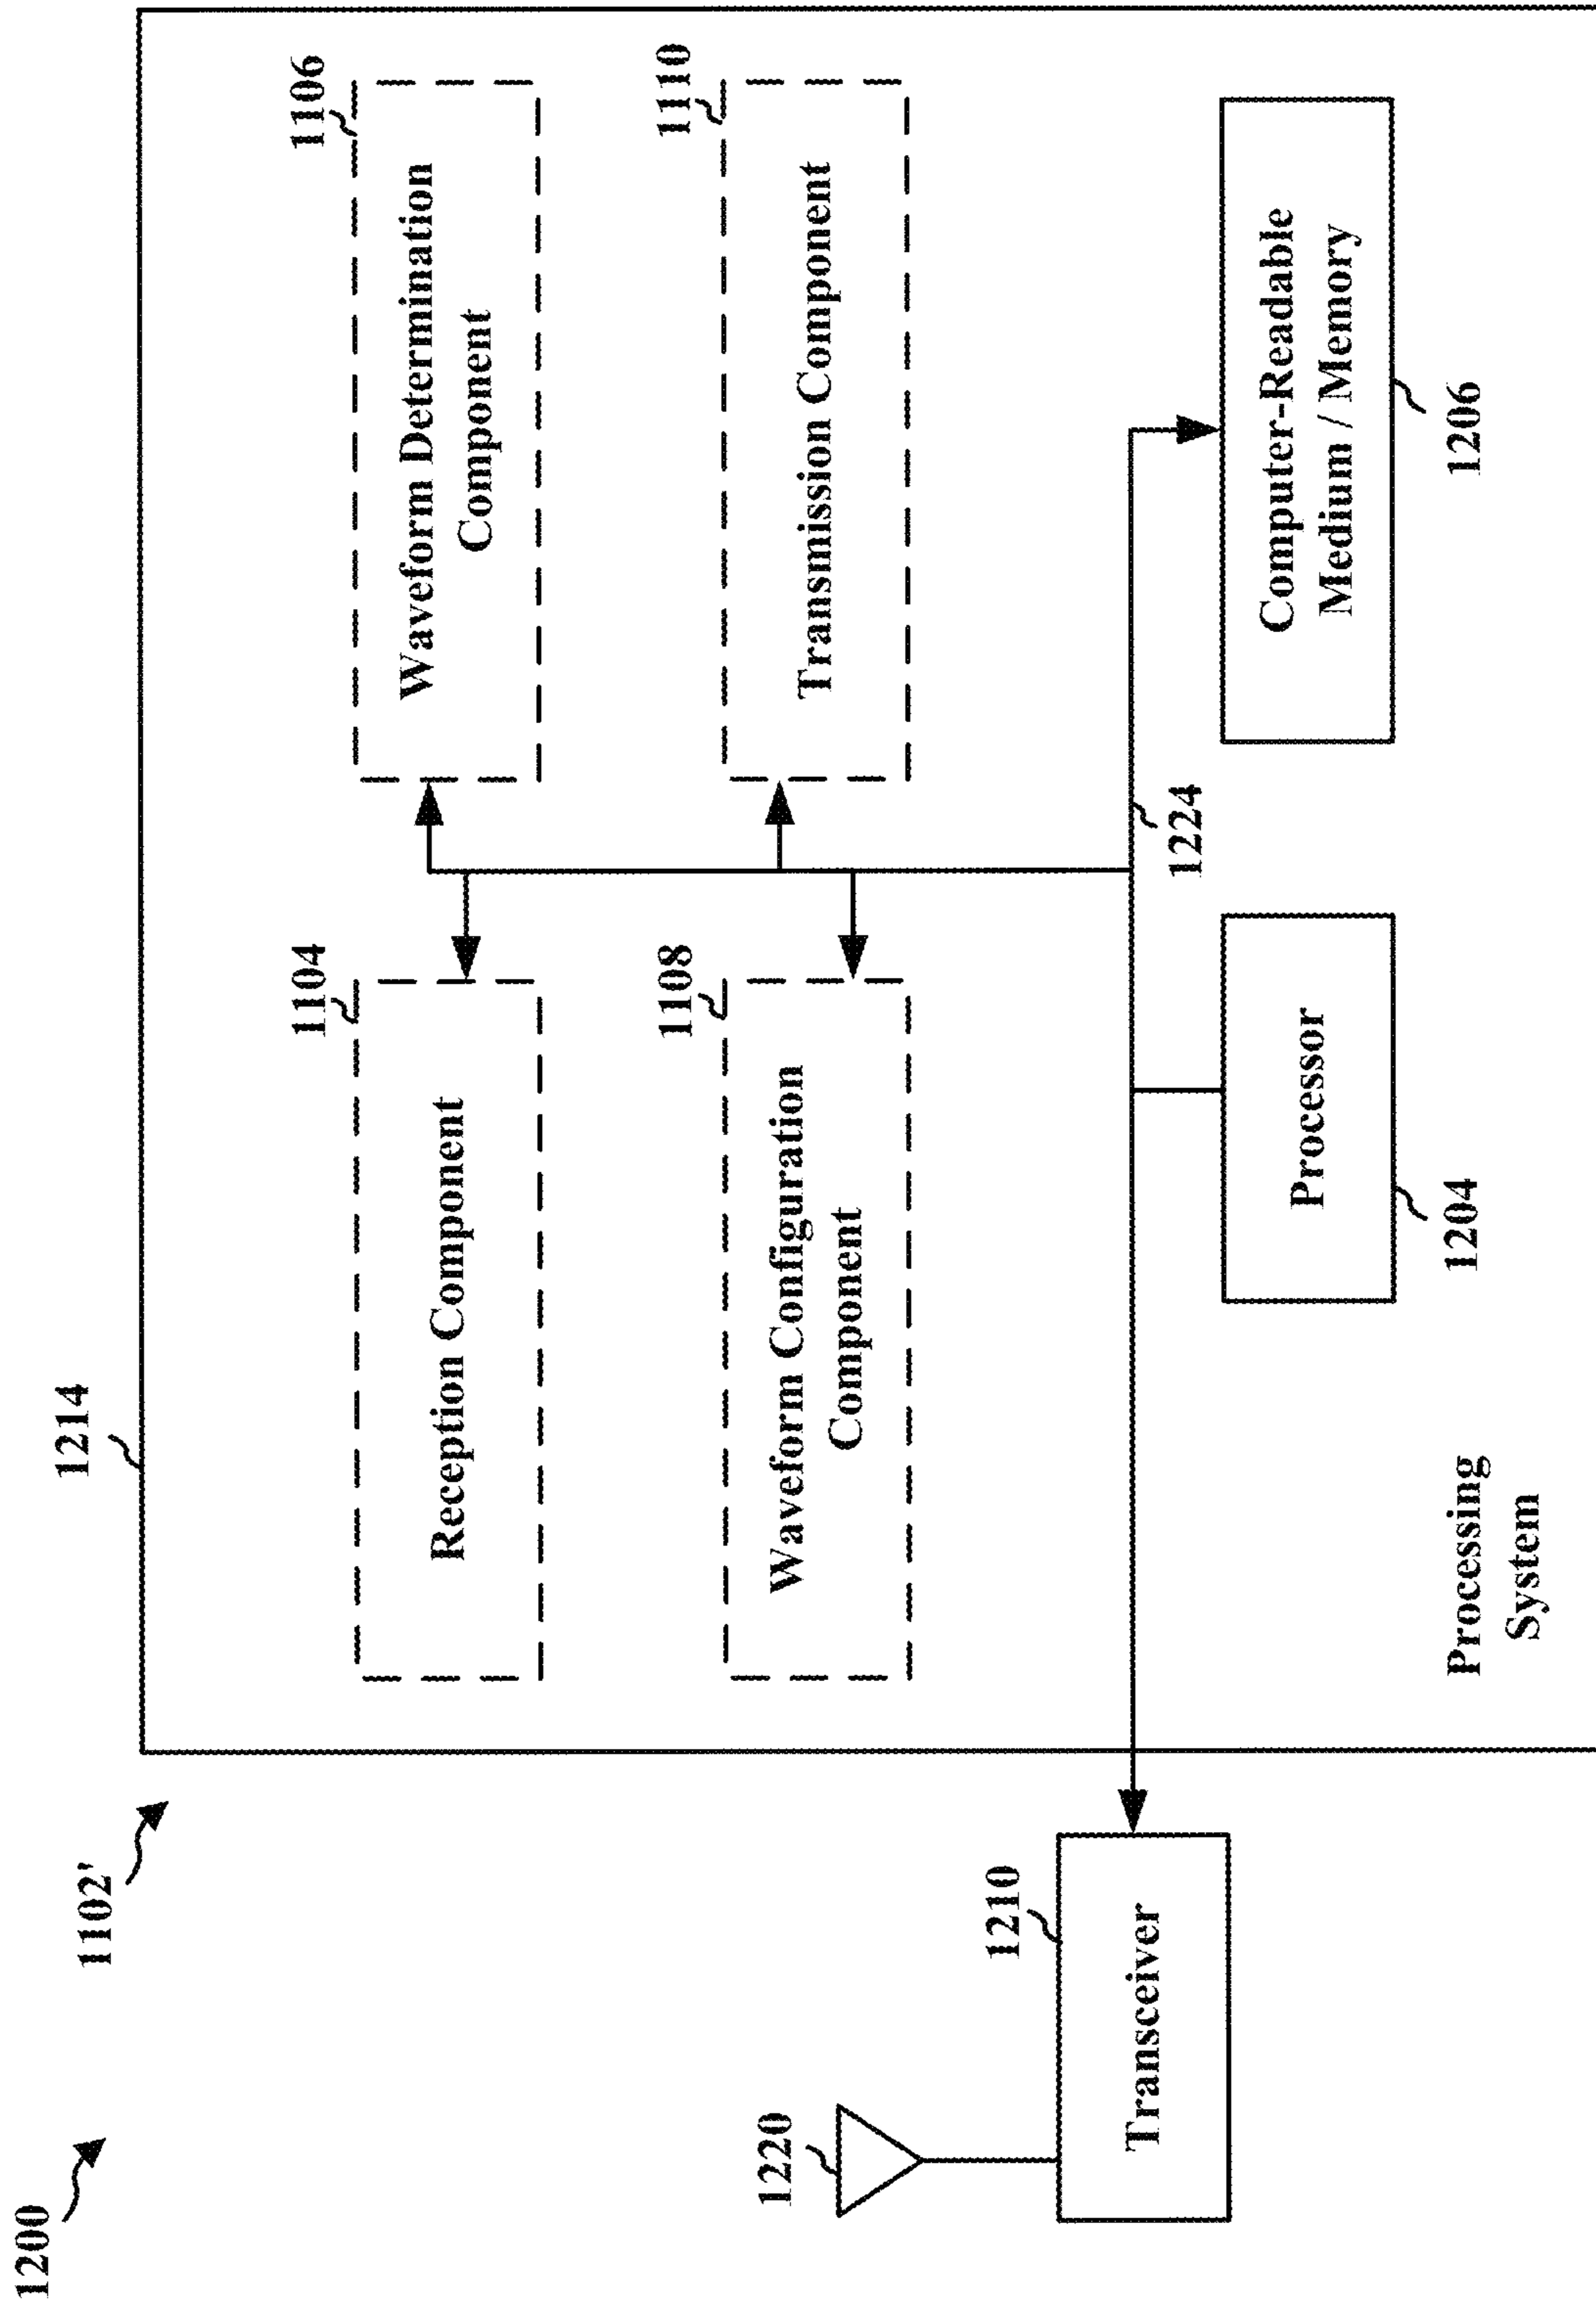 1200
1102'
1214
1104
Reception Component
1106
Waveform Determination
Component
1108
Waveform Configuration
Component
1110
Transmission Component
1220
1210
Transceiver
1224
Processor
1204
Computer-Readable
Medium / Memory
1206
Processing
System